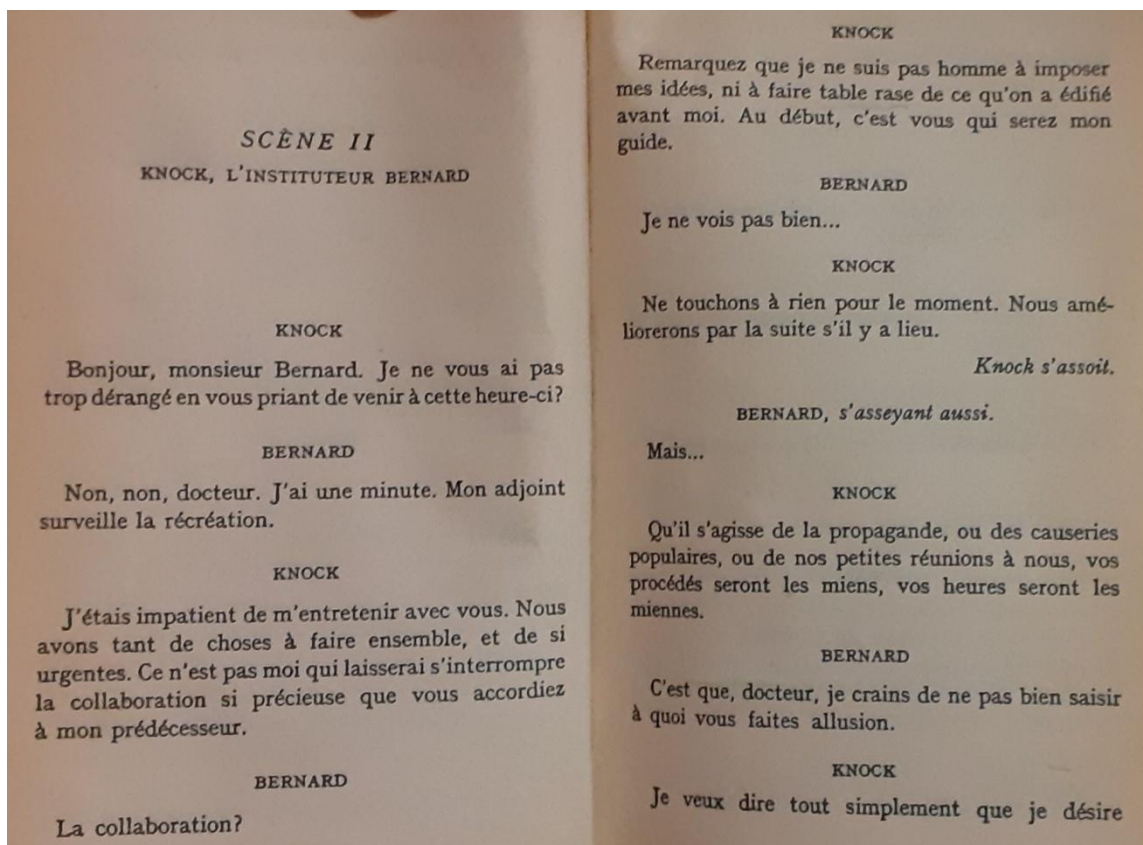 SCÈNE II
KNOCK, L'INSTITUTEUR BERNARD
KNOCK
Bonjour, monsieur Bernard. Je ne vous ai pas
trop dérangé en vous priant de venir à cette heure-ci?
BERNARD
Non, non, docteur. J'ai une minute. Mon adjoint
surveille la récréation.
KNOCK
J'étais impatient de m'entretenir avec vous. Nous
avons tant de choses à faire ensemble, et de si
urgentes. Ce n'est pas moi qui laisserai s'interrompre
la collaboration si précieuse que vous accordiez
à mon prédécesseur.
BERNARD
La collaboration?
KNOCK
Remarquez que je ne suis pas homme à imposer
mes idées, ni à faire table rase de ce qu'on a édifié
avant moi. Au début, c'est vous qui serez mon
guide.
BERNARD
Je ne vois pas bien...
KNOCK
Ne touchons à rien pour le moment. Nous amé-
liorerons par la suite s'il y a lieu.
Knock s'assoit.
BERNARD, s'asseyant aussi.
Mais...
KNOCK
Qu'il s'agisse de la propagande, ou des causeries
populaires, ou de nos petites réunions à nous, vos
procédés seront les miens, vos heures seront les
miennes.
BERNARD
C'est que, docteur, je crains de ne pas bien saisir
à quoi vous faites allusion.
KNOCK
Je veux dire tout simplement que je désire